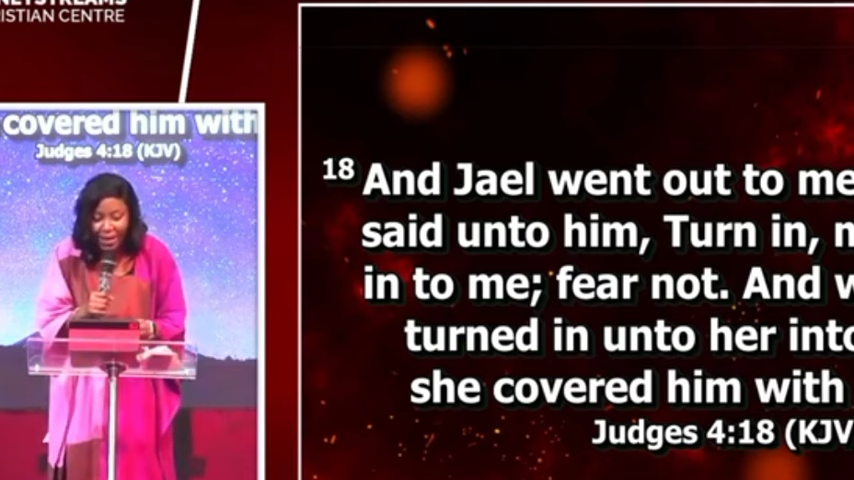 CHRISTIAN CENTRE
covered him with
Judges 4:18 (KJV)
18 And Jael went out to me
said unto him, Turn in, m
in to me; fear not. And w
turned in unto her into
she covered him with
Judges 4:18 (KJV